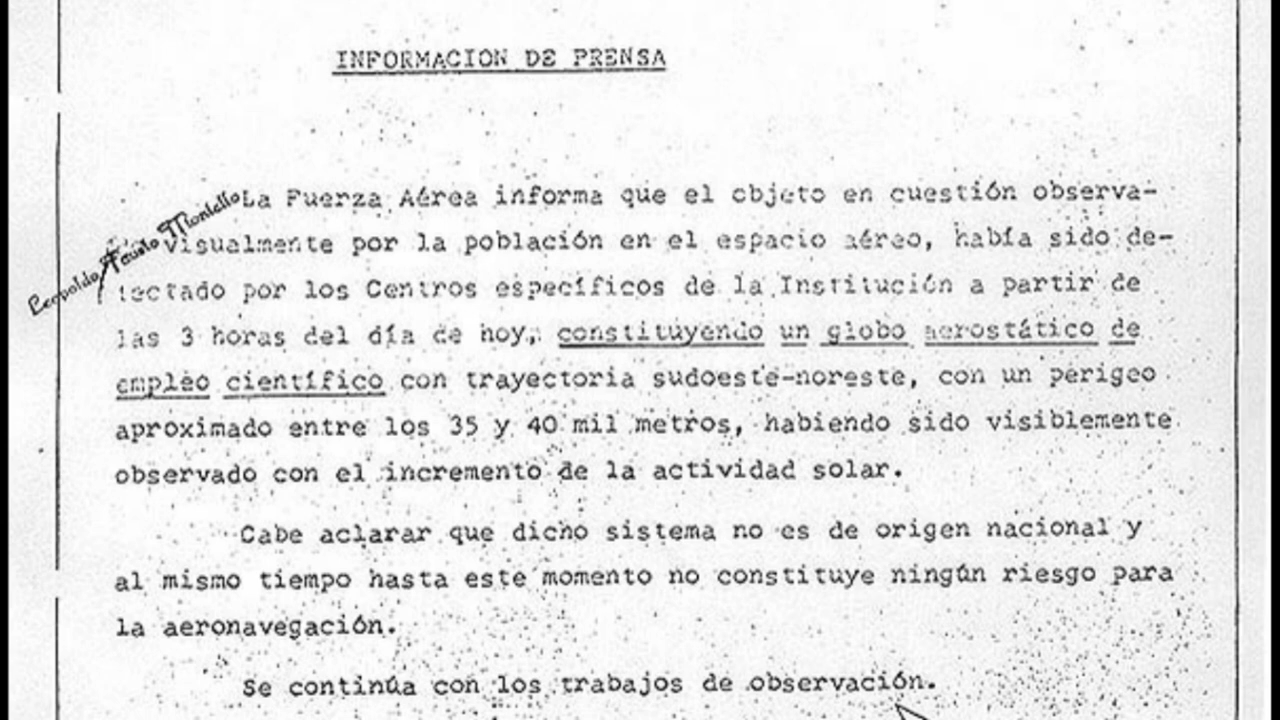 INFORMACION DE PRENSA
La Fuerza Aérea informa que el objeto en cuestión observa-
visualmente por la población en el espacio aéreo, había sido de-
tectado por los Centros específicos de la Institución a partir de
las 3 horas del día de hoy, constituyendo un globo aerostático de
empleo científico con trayectoria sudoeste-noreste, con un perigeo
aproximado entre los 35 y 40 mil metros, habiendo sido visiblemente
observado con el incremento de la actividad solar.
Cabe aclarar que dicho sistema no es de origen nacional y
al mismo tiempo hasta este momento no constituye ningún riesgo para
la aeronavegación.
Se continúa con los trabajos de observación.
Leopoldo Montello